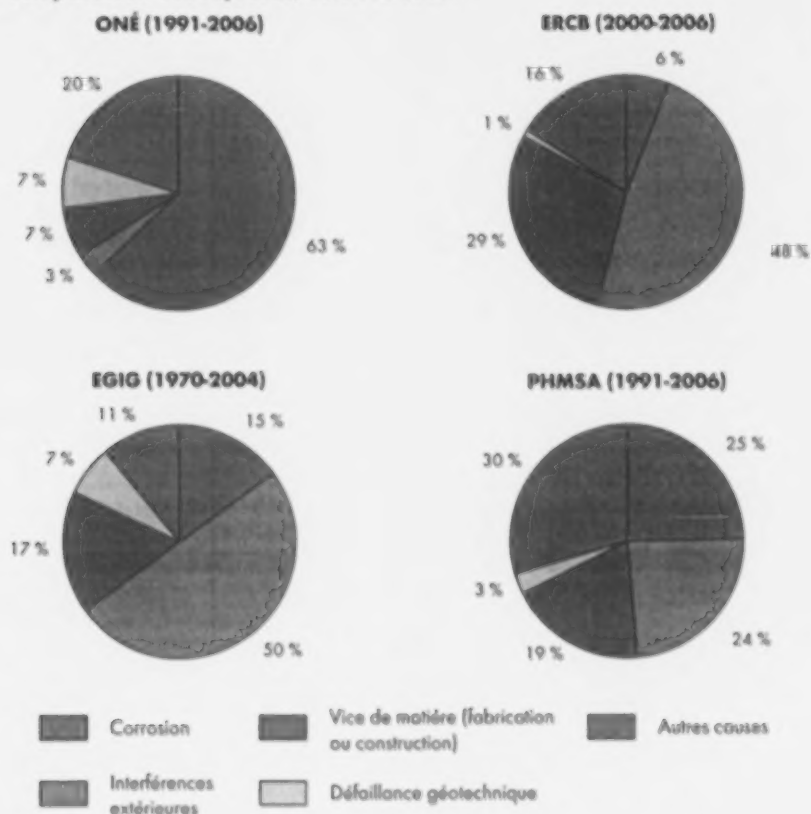 ONÉ (1991-2006)
20 %
7 %
7 %
3 %
63 %
ERCB (2000-2006)
16 %
6 %
1 %
29 %
48 %
EGIG (1970-2004)
11 %
15 %
7 %
17 %
50 %
PHMSA (1991-2006)
30 %
25 %
3 %
19 %
24 %
Corrosion
Vice de matière (fabrication
ou construction)
Autres causes
Interférences
extérieures
Défaillance géotechnique